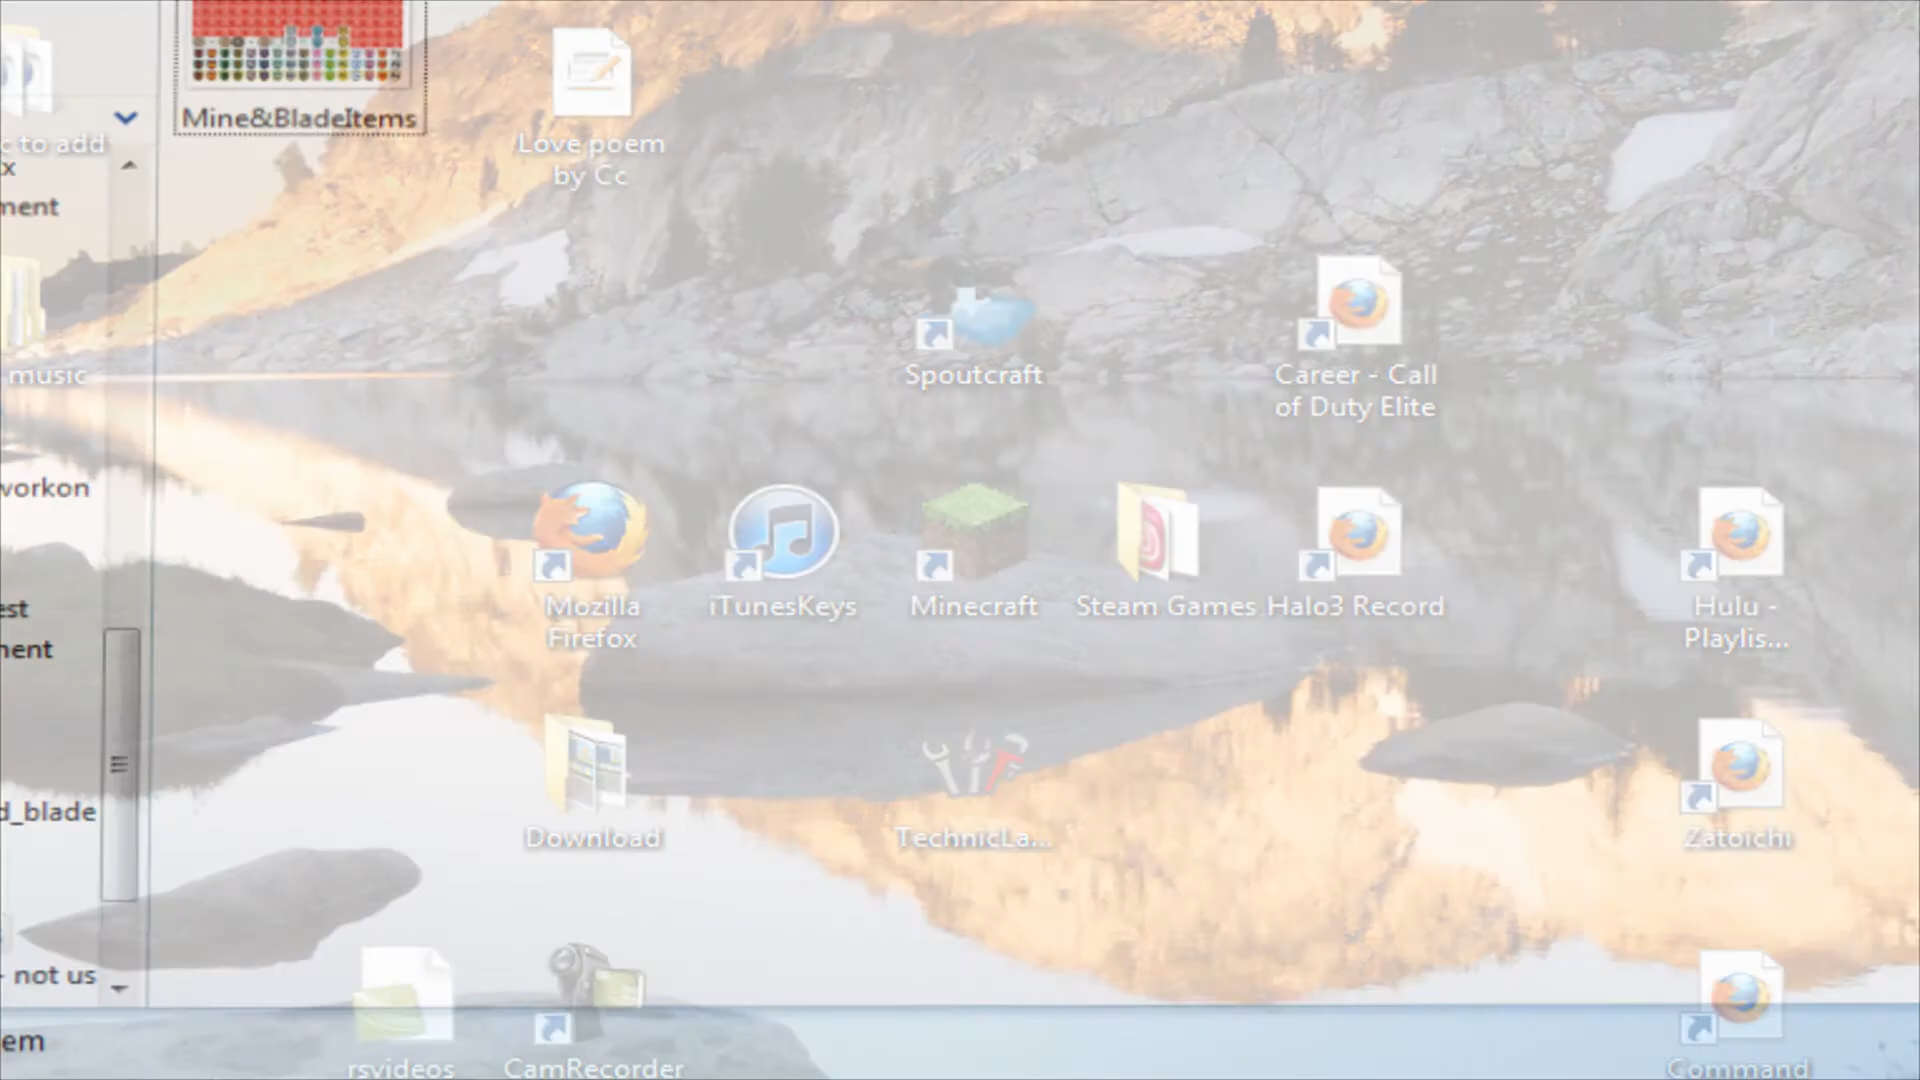 Mine&BladeItems
c to add
x
ment
music
workon
est
nent
d_blade
- not us
em
Love poem
by Cc
Spoutcraft
Career - Call
of Duty Elite
Mozilla
Firefox
iTunesKeys
Minecraft
Steam Games
Halo3 Record
Hulu -
Playlis...
Download
TechnicLa...
Zatoichi
rsvideos
CamRecorder
Command